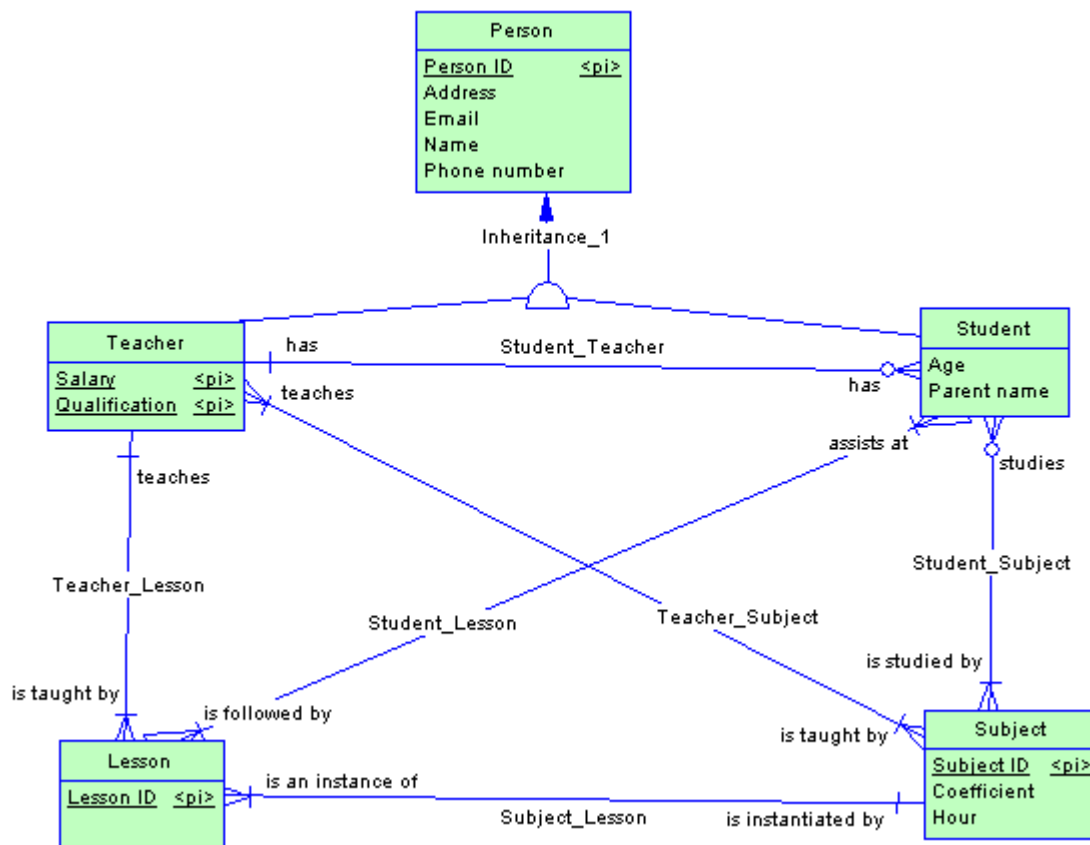 Person
Person ID <pi>
Address
Email
Name
Phone number
Inheritance_1
Teacher
Salary <pi>
Qualification <pi>
Student
Age
Parent name
has
Student_Teacher
has
teaches
assists at
studies
teaches
Teacher_Lesson
Student_Lesson
Teacher_Subject
Student_Subject
is taught by
is followed by
is taught by
is studied by
Lesson
Lesson ID <pi>
is an instance of
Subject_Lesson
is instantiated by
Subject
Subject ID <pi>
Coefficient
Hour